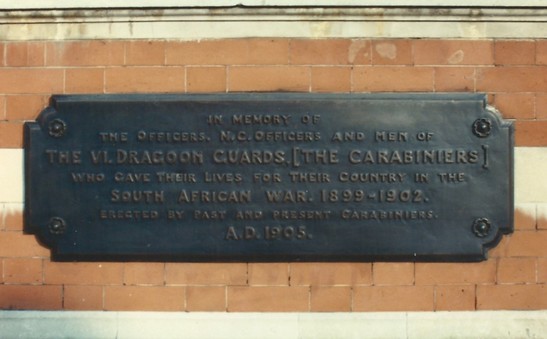 IN MEMORY OF
THE OFFICERS. N.C. OFFICERS AND MEN OF
THE VI. DRAGOON GUARDS. [THE CARABINIERS]
WHO GAVE THEIR LIVES FOR THEIR COUNTRY IN THE
SOUTH AFRICAN WAR. 1899-1902.
ERECTED BY PAST AND PRESENT CARABINIERS.
A.D. 1905.